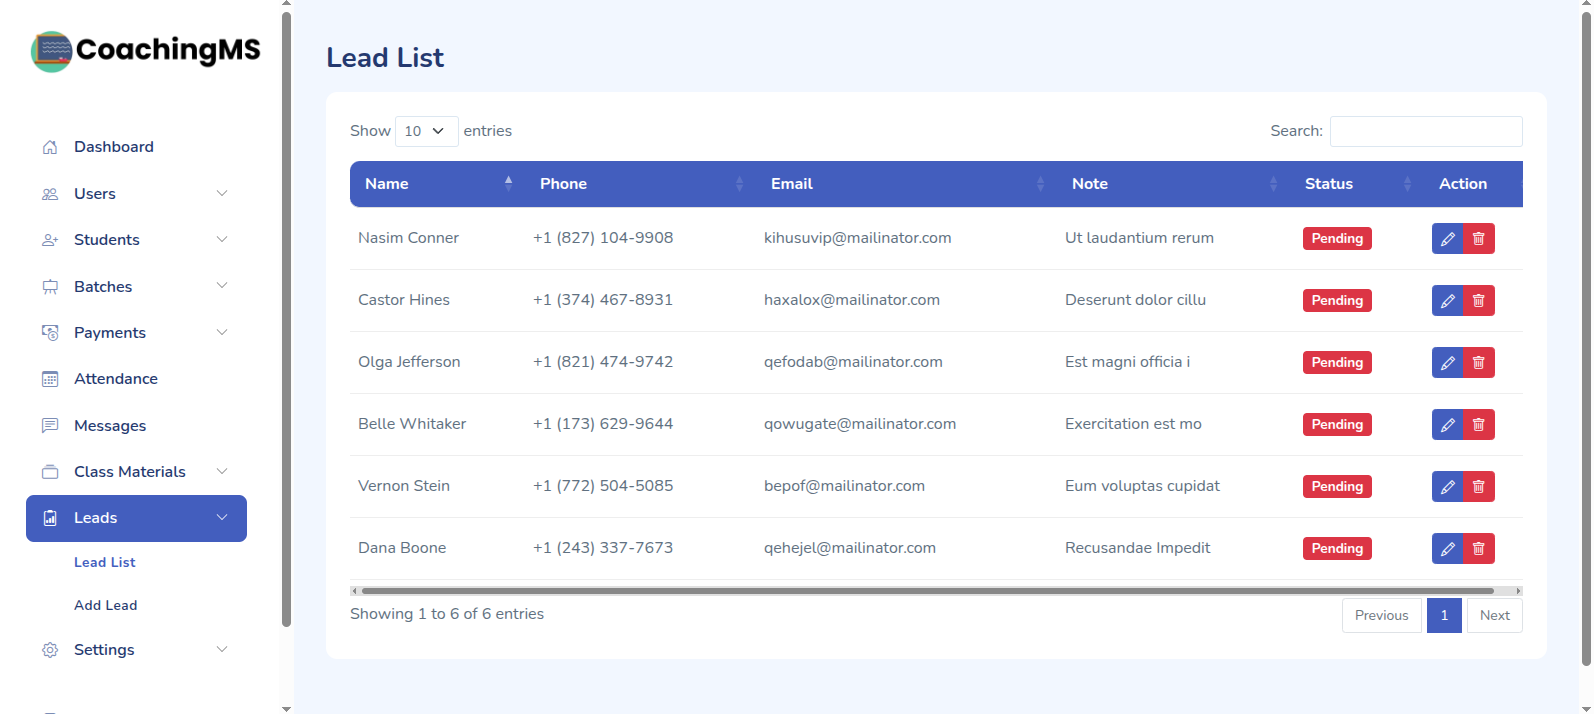 CoachingMS
Dashboard
Users
Students
Batches
Payments
Attendance
Messages
Class Materials
Leads
Lead List
Add Lead
Settings
Lead List
Show 10 entries
Search:
Name Phone Email Note Status Action
Nasim Conner +1 (827) 104-9908 kihusuvip@mailinator.com Ut laudantium rerum Pending
Castor Hines +1 (374) 467-8931 haxalox@mailinator.com Deserunt dolor cillu Pending
Olga Jefferson +1 (821) 474-9742 qefodab@mailinator.com Est magni officia i Pending
Belle Whitaker +1 (173) 629-9644 qowugate@mailinator.com Exercitation est mo Pending
Vernon Stein +1 (772) 504-5085 bepof@mailinator.com Eum voluptas cupidat Pending
Dana Boone +1 (243) 337-7673 qehejel@mailinator.com Recusandae Impedit Pending
Showing 1 to 6 of 6 entries
Previous 1 Next